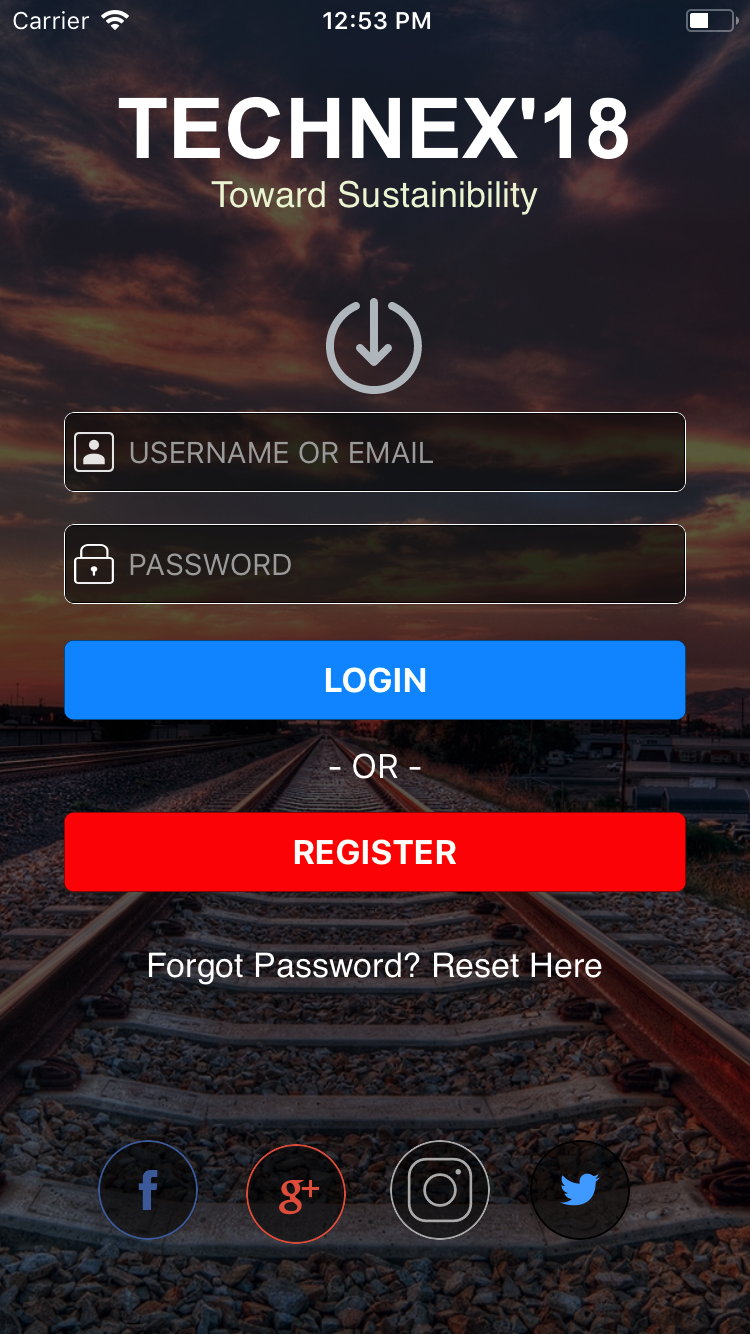 Carrier 12:53 PM
TECHNEX'18
Toward Sustainibility
USERNAME OR EMAIL
PASSWORD
LOGIN
- OR -
REGISTER
Forgot Password? Reset Here
f g+